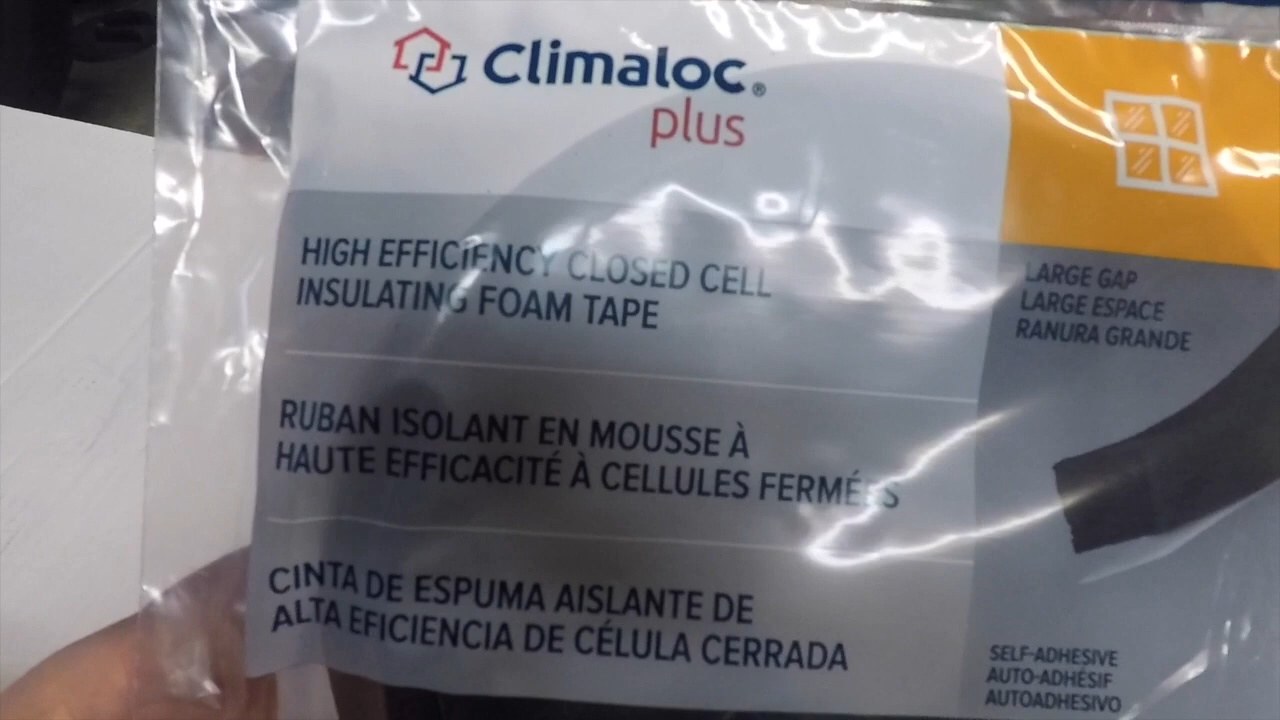 Climaloc®
plus
HIGH EFFICIENCY CLOSED CELL
INSULATING FOAM TAPE
RUBAN ISOLANT EN MOUSSE À
HAUTE EFFICACITÉ À CELLULES FERMÉES
CINTA DE ESPUMA AISLANTE DE
ALTA EFICIENCIA DE CÉLULA CERRADA
LARGE GAP
LARGE ESPACE
RANURA GRANDE
SELF-ADHESIVE
AUTO-ADHÉSIF
AUTOADHESIVO